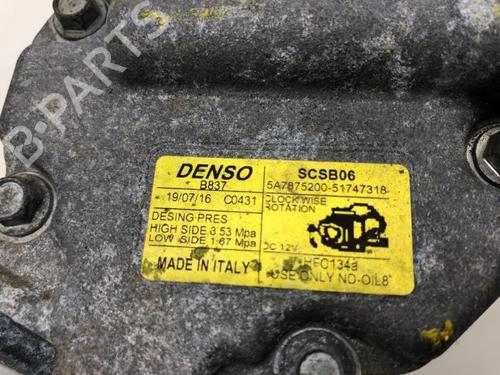 B-PARTS
DENSO
B837
19/07/16 C0431
DESING PRES
HIGH SIDE 3.53 Mpa
LOW SIDE 1.67 Mpa
MADE IN ITALY
SCSB06
5A7875200-51747318
CLOCK WISE
ROTATION
DC 12V
HFC134a
USE ONLY ND-OIL8